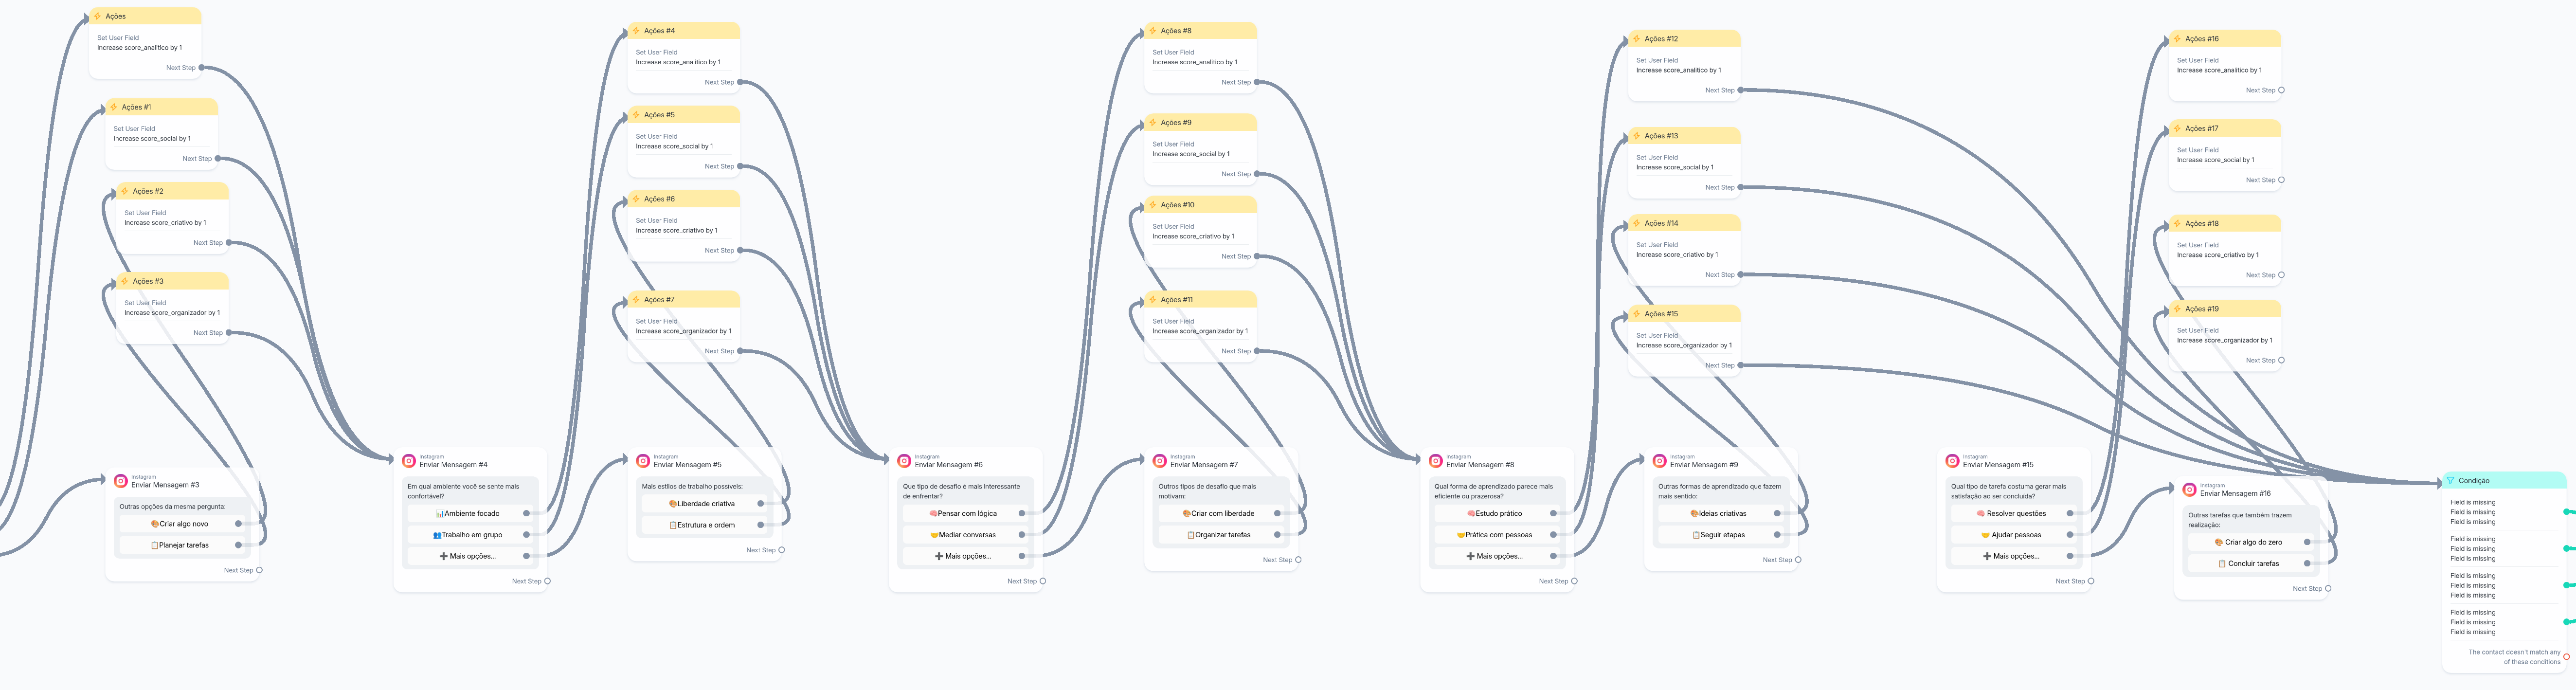 Ações
Set User Field
Increase score_analitico by 1
Next Step
Ações #1
Set User Field
Increase score_social by 1
Next Step
Ações #2
Set User Field
Increase score_criativo by 1
Next Step
Ações #3
Set User Field
Increase score_organizador by 1
Next Step
Instagram
Enviar Mensagem #3
Outras opções da mesma pergunta:
🎨Criar algo novo
📋Planejar tarefas
Next Step
Instagram
Enviar Mensagem #4
Em qual ambiente você se sente mais
confortável?
📊Ambiente focado
👥Trabalho em grupo
➕ Mais opções...
Next Step
Ações #4
Set User Field
Increase score_analitico by 1
Next Step
Ações #5
Set User Field
Increase score_social by 1
Next Step
Ações #6
Set User Field
Increase score_criativo by 1
Next Step
Ações #7
Set User Field
Increase score_organizador by 1
Next Step
Instagram
Enviar Mensagem #5
Mais estilos de trabalho possíveis:
🎨Liberdade criativa
📋Estrutura e ordem
Next Step
Instagram
Enviar Mensagem #6
Que tipo de desafio é mais interessante
de enfrentar?
🧠Pensar com lógica
🤝Mediar conversas
➕ Mais opções...
Next Step
Ações #8
Set User Field
Increase score_analitico by 1
Next Step
Ações #9
Set User Field
Increase score_social by 1
Next Step
Ações #10
Set User Field
Increase score_criativo by 1
Next Step
Ações #11
Set User Field
Increase score_organizador by 1
Next Step
Instagram
Enviar Mensagem #7
Outros tipos de desafio que mais
motivam:
🎨Criar com liberdade
📋Organizar tarefas
Next Step
Instagram
Enviar Mensagem #8
Qual forma de aprendizado parece mais
eficiente ou prazerosa?
🧠Estudo prático
🤝Prática com pessoas
➕ Mais opções...
Next Step
Ações #12
Set User Field
Increase score_analitico by 1
Next Step
Ações #13
Set User Field
Increase score_social by 1
Next Step
Ações #14
Set User Field
Increase score_criativo by 1
Next Step
Ações #15
Set User Field
Increase score_organizador by 1
Next Step
Instagram
Enviar Mensagem #9
Outras formas de aprendizado que fazem
mais sentido:
🎨Ideias criativas
📋Seguir etapas
Next Step
Instagram
Enviar Mensagem #15
Qual tipo de tarefa costuma gerar mais
satisfação ao ser concluída?
🧠 Resolver questões
🤝 Ajudar pessoas
➕ Mais opções...
Next Step
Ações #16
Set User Field
Increase score_analitico by 1
Next Step
Ações #17
Set User Field
Increase score_social by 1
Next Step
Ações #18
Set User Field
Increase score_criativo by 1
Next Step
Ações #19
Set User Field
Increase score_organizador by 1
Next Step
Instagram
Enviar Mensagem #16
Outras tarefas que também trazem
realização:
🎨 Criar algo do zero
📋 Concluir tarefas
Next Step
Condição
Field is missing
Field is missing
Field is missing
Field is missing
Field is missing
Field is missing
Field is missing
Field is missing
Field is missing
Field is missing
Field is missing
Field is missing
The contact doesn't match any
of these conditions